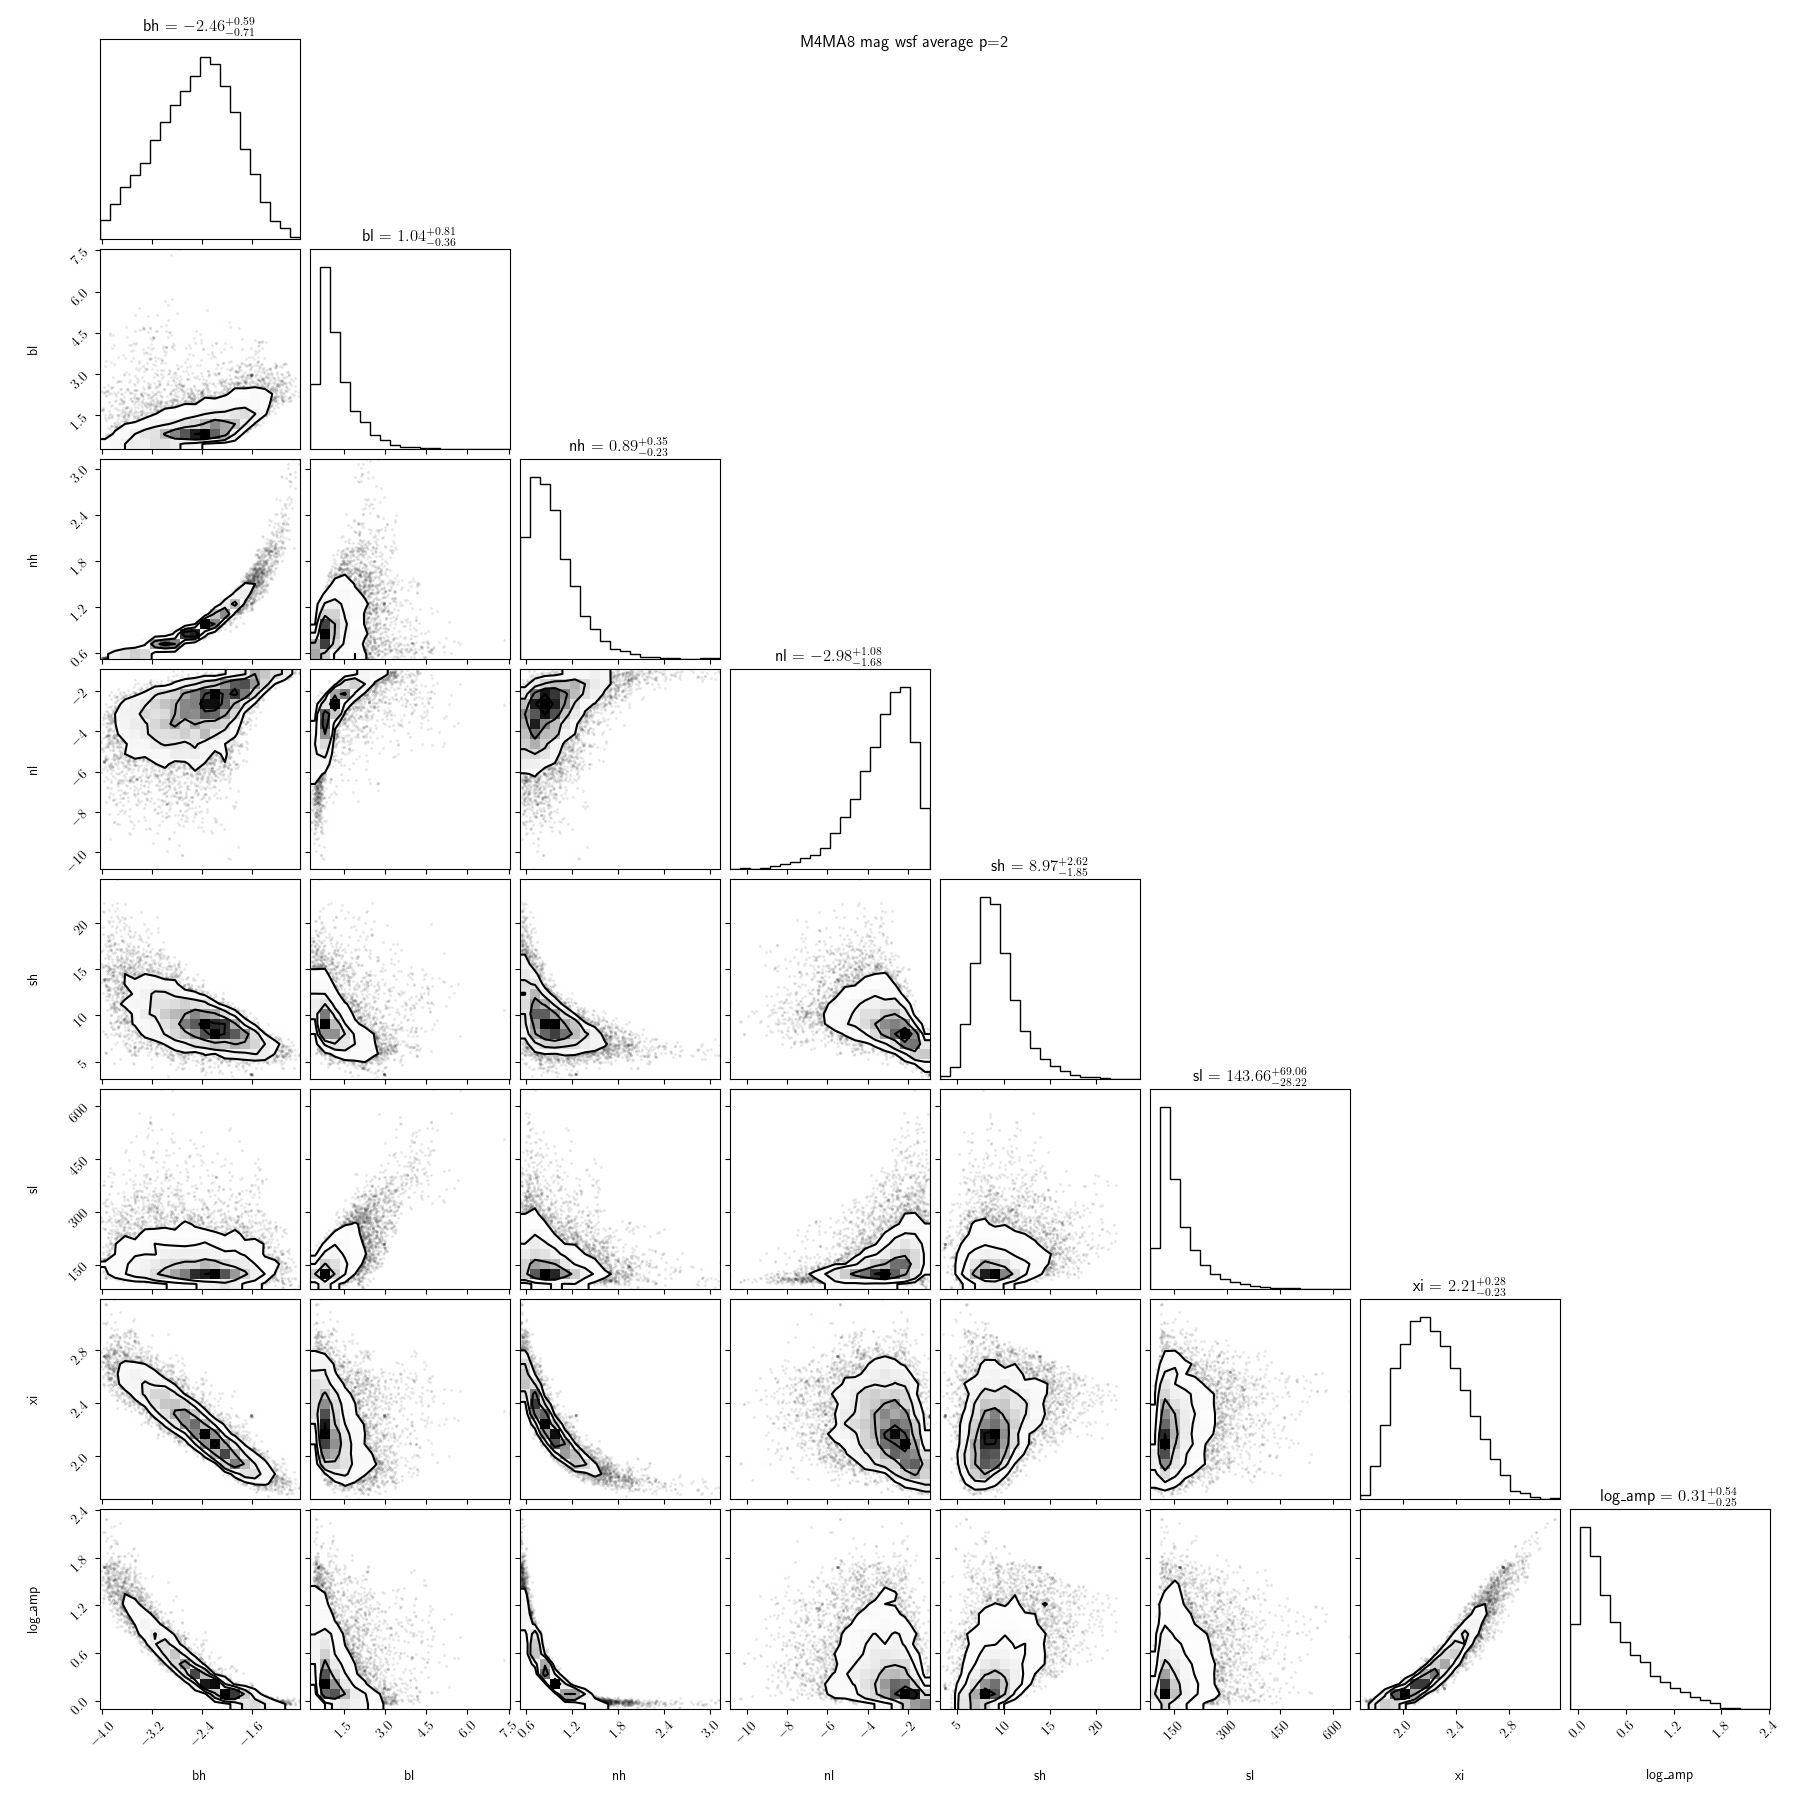 M4MA8 mag wsf average p=2
bh = −2.46+0.59−0.71
bl = 1.04+0.81−0.36
7.5
6.0
4.5
3.0
1.5
bl
nh = 0.89+0.35−0.23
3.0
2.4
1.8
1.2
0.6
nh
nl = −2.98+1.08−1.68
−2
−4
−6
−8
−10
nl
sh = 8.97+2.62−1.85
20
15
10
5
sh
sl = 143.66+69.06−28.22
600
450
300
150
sl
xi = 2.21+0.28−0.23
2.8
2.4
2.0
xi
log_amp = 0.31+0.54−0.25
2.4
1.8
1.2
0.6
0.0
log_amp
−4.0 −3.2 −2.4 −1.6 1.5 3.0 4.5 6.0 7.5 0.6 1.2 1.8 2.4 3.0 −10 −8 −6 −4 −2 5 10 15 20 150 300 450 600 2.0 2.4 2.8 0.0 0.6 1.2 1.8 2.4
bh bl nh nl sh sl xi log_amp